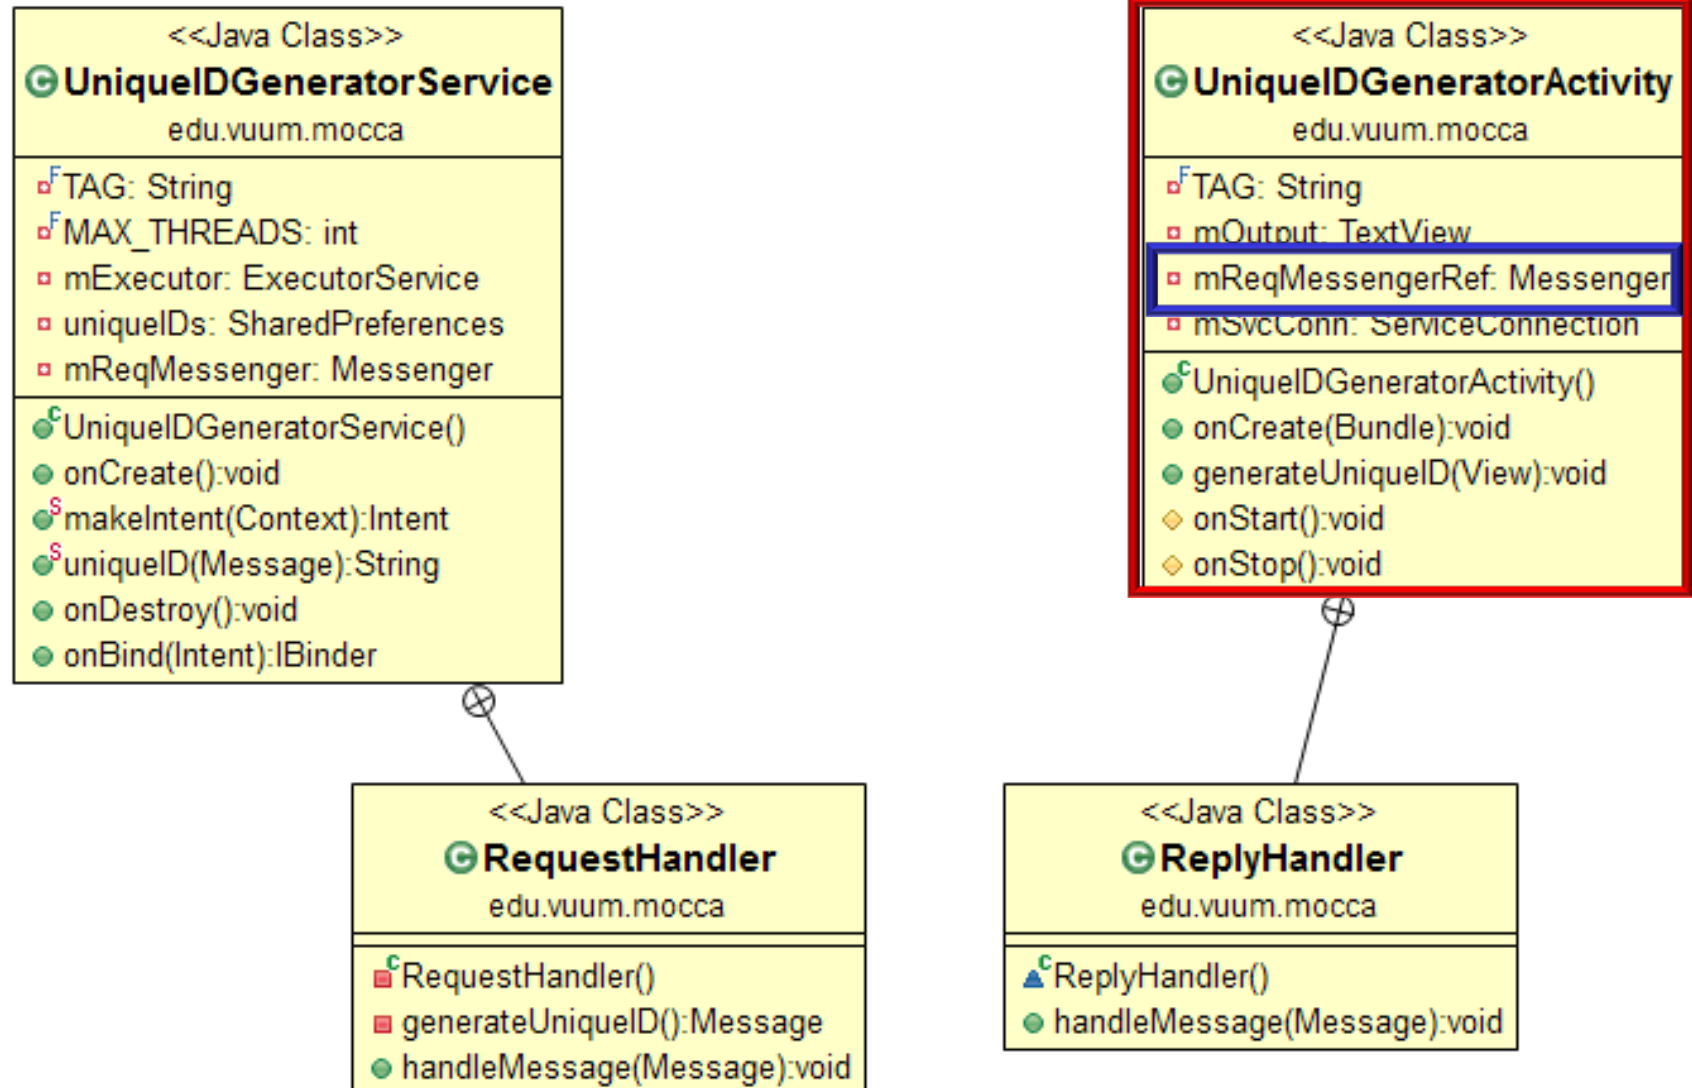 <<Java Class>>
UniqueIDGeneratorService
edu.vuum.mocca
TAG: String
MAX_THREADS: int
mExecutor: ExecutorService
uniqueIDs: SharedPreferences
mReqMessenger: Messenger
UniqueIDGeneratorService()
onCreate():void
makeIntent(Context):Intent
uniqueID(Message):String
onDestroy():void
onBind(Intent):IBinder
<<Java Class>>
UniqueIDGeneratorActivity
edu.vuum.mocca
TAG: String
mOutput: TextView
mReqMessengerRef: Messenger
mSvcConn: ServiceConnection
UniqueIDGeneratorActivity()
onCreate(Bundle):void
generateUniqueID(View):void
onStart():void
onStop():void
<<Java Class>>
RequestHandler
edu.vuum.mocca
RequestHandler()
generateUniqueID():Message
handleMessage(Message):void
<<Java Class>>
ReplyHandler
edu.vuum.mocca
ReplyHandler()
handleMessage(Message):void